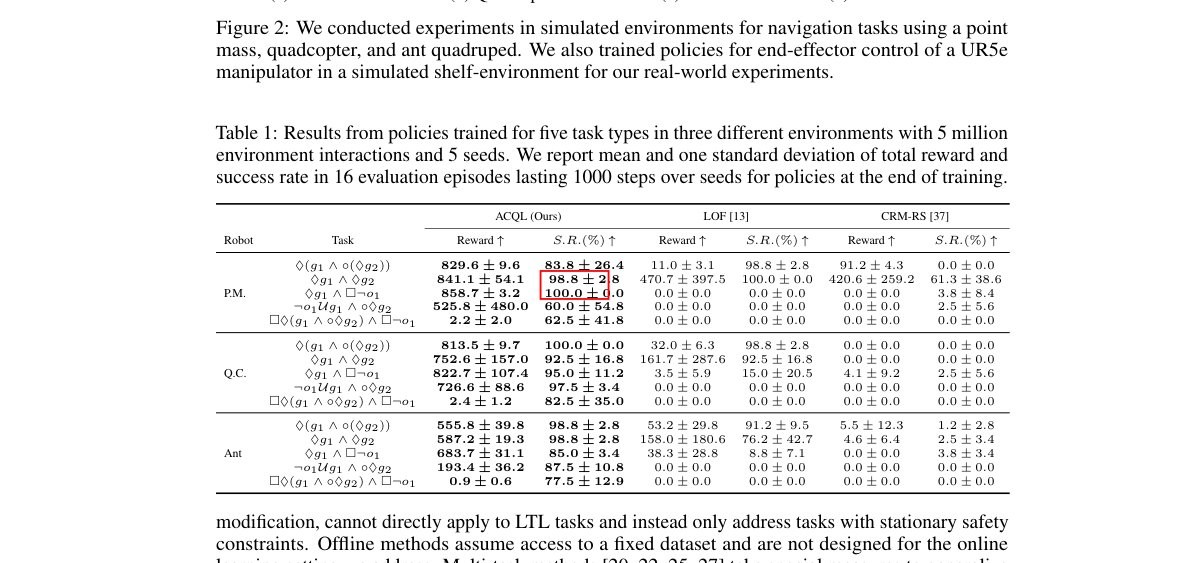 Figure 2: We conducted experiments in simulated environments for navigation tasks using a point
mass, quadcopter, and ant quadruped. We also trained policies for end-effector control of a UR5e
manipulator in a simulated shelf-environment for our real-world experiments.
Table 1: Results from policies trained for five task types in three different environments with 5 million
environment interactions and 5 seeds. We report mean and one standard deviation of total reward and
success rate in 16 evaluation episodes lasting 1000 steps over seeds for policies at the end of training.
ACQL (Ours) LOF [13] CRM-RS [37]
Robot Task Reward ↑ S.R.(%) ↑ Reward ↑ S.R.(%) ↑ Reward ↑ S.R.(%) ↑
◊(g1 ∧ ○(◊g2)) 829.6 ± 9.6 83.8 ± 26.4 11.0 ± 3.1 98.8 ± 2.8 91.2 ± 4.3 0.0 ± 0.0
◊g1 ∧ ◊g2 841.1 ± 54.1 98.8 ± 2.8 470.7 ± 397.5 100.0 ± 0.0 420.6 ± 259.2 61.3 ± 38.6
P.M. ◊g1 ∧ □¬o1 858.7 ± 3.2 100.0 ± 0.0 0.0 ± 0.0 0.0 ± 0.0 0.0 ± 0.0 3.8 ± 8.4
¬o1Ug1 ∧ ○◊g2 525.8 ± 480.0 60.0 ± 54.8 0.0 ± 0.0 0.0 ± 0.0 0.0 ± 0.0 2.5 ± 5.6
□◊(g1 ∧ ○◊g2) ∧ □¬o1 2.2 ± 2.0 62.5 ± 41.8 0.0 ± 0.0 0.0 ± 0.0 0.0 ± 0.0 0.0 ± 0.0
◊(g1 ∧ ○(◊g2)) 813.5 ± 9.7 100.0 ± 0.0 32.0 ± 6.3 98.8 ± 2.8 0.0 ± 0.0 0.0 ± 0.0
◊g1 ∧ ◊g2 752.6 ± 157.0 92.5 ± 16.8 161.7 ± 287.6 92.5 ± 16.8 0.0 ± 0.0 0.0 ± 0.0
Q.C. ◊g1 ∧ □¬o1 822.7 ± 107.4 95.0 ± 11.2 3.5 ± 5.9 15.0 ± 20.5 4.1 ± 9.2 2.5 ± 5.6
¬o1Ug1 ∧ ○◊g2 726.6 ± 88.6 97.5 ± 3.4 0.0 ± 0.0 0.0 ± 0.0 0.0 ± 0.0 0.0 ± 0.0
□◊(g1 ∧ ○◊g2) ∧ □¬o1 2.4 ± 1.2 82.5 ± 35.0 0.0 ± 0.0 0.0 ± 0.0 0.0 ± 0.0 0.0 ± 0.0
◊(g1 ∧ ○(◊g2)) 555.8 ± 39.8 98.8 ± 2.8 53.2 ± 29.8 91.2 ± 9.5 5.5 ± 12.3 1.2 ± 2.8
◊g1 ∧ ◊g2 587.2 ± 19.3 98.8 ± 2.8 158.0 ± 180.6 76.2 ± 42.7 4.6 ± 6.4 2.5 ± 3.4
Ant ◊g1 ∧ □¬o1 683.7 ± 31.1 85.0 ± 3.4 38.3 ± 28.8 8.8 ± 7.1 0.0 ± 0.0 3.8 ± 3.4
¬o1Ug1 ∧ ○◊g2 193.4 ± 36.2 87.5 ± 10.8 0.0 ± 0.0 0.0 ± 0.0 0.0 ± 0.0 0.0 ± 0.0
□◊(g1 ∧ ○◊g2) ∧ □¬o1 0.9 ± 0.6 77.5 ± 12.9 0.0 ± 0.0 0.0 ± 0.0 0.0 ± 0.0 0.0 ± 0.0
modification, cannot directly apply to LTL tasks and instead only address tasks with stationary safety
constraints. Offline methods assume access to a fixed dataset and are not designed for the online